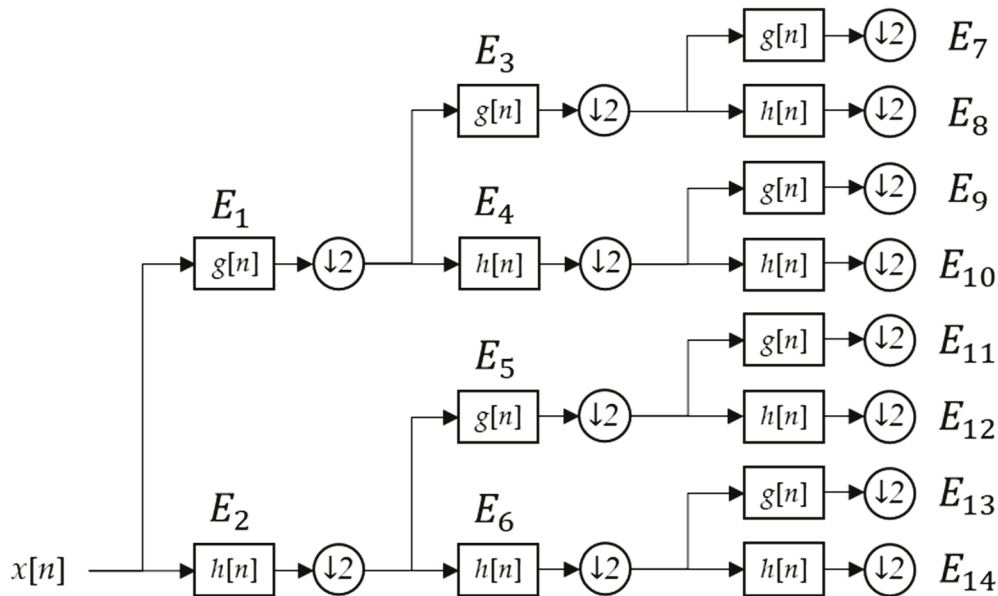 g[n] ↓2 E₇
E₃
g[n] ↓2 h[n] ↓2 E₈
E₁ E₄ g[n] ↓2 E₉
g[n] ↓2 h[n] ↓2 h[n] ↓2 E₁₀
E₅ g[n] ↓2 E₁₁
g[n] ↓2 h[n] ↓2 E₁₂
E₂ E₆ g[n] ↓2 E₁₃
x[n] h[n] ↓2 h[n] ↓2 h[n] ↓2 E₁₄